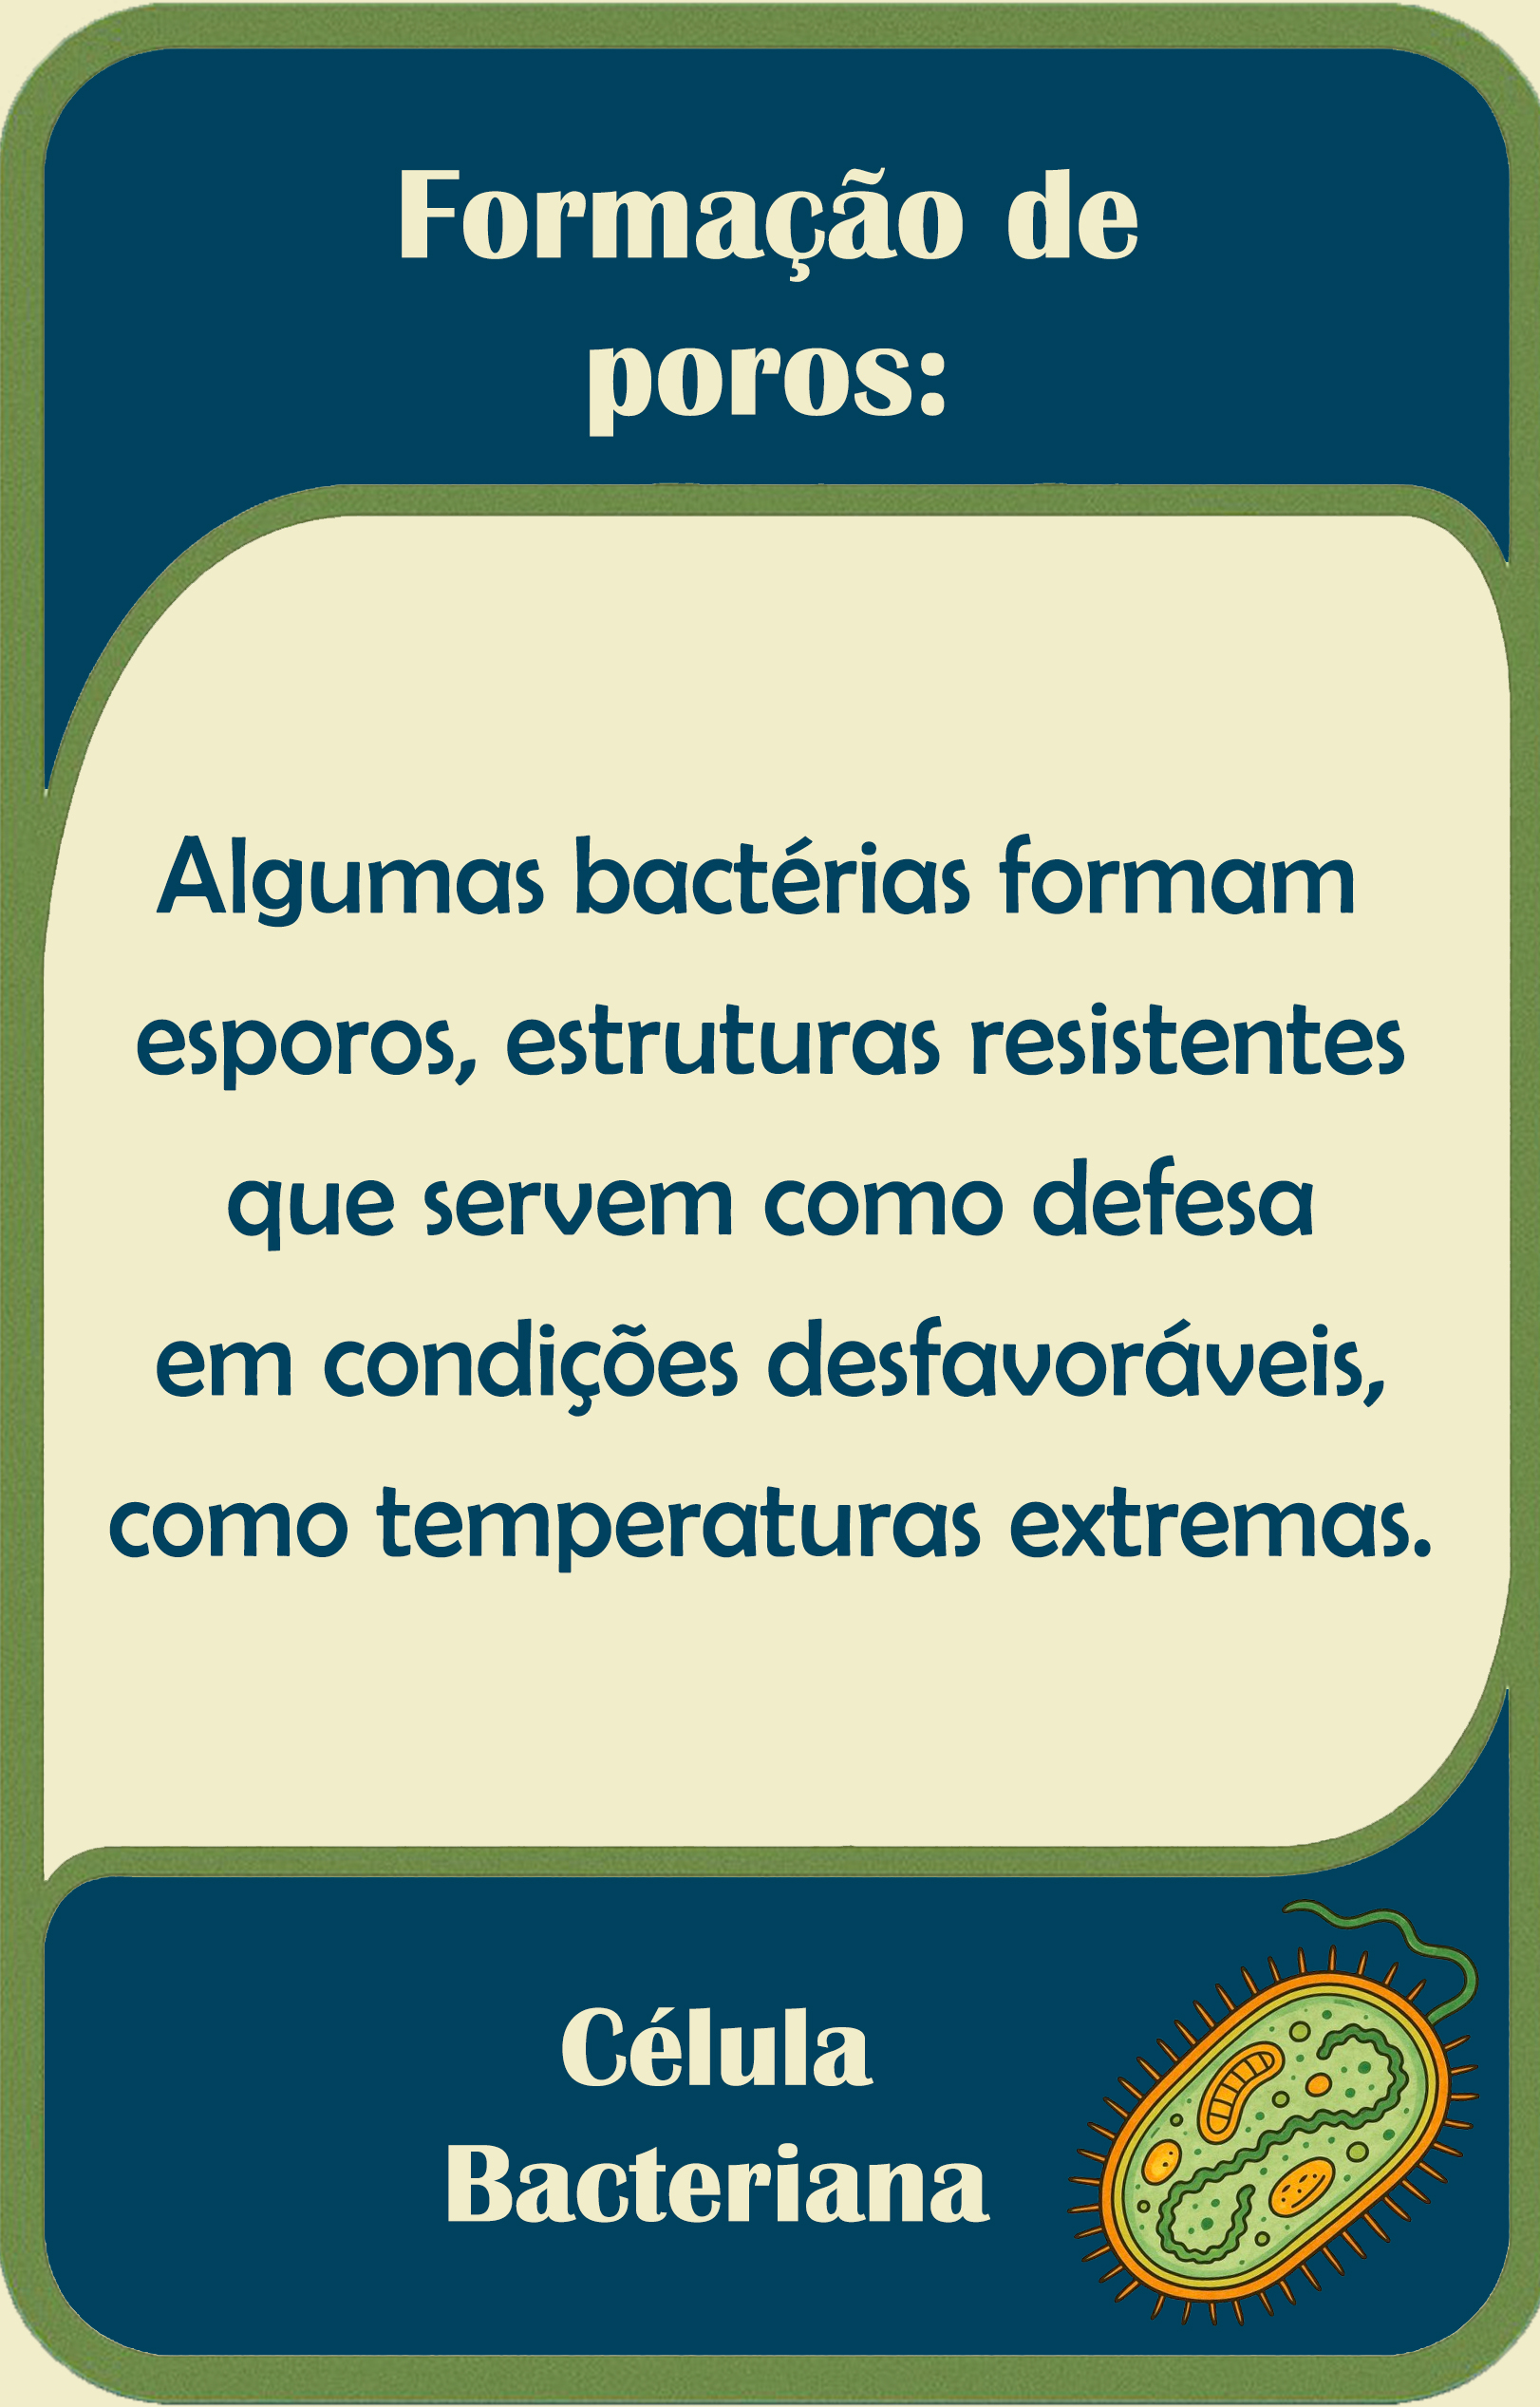 Formação de
poros:
Algumas bactérias formam
esporos, estruturas resistentes
que servem como defesa
em condições desfavoráveis,
como temperaturas extremas.
Célula
Bacteriana